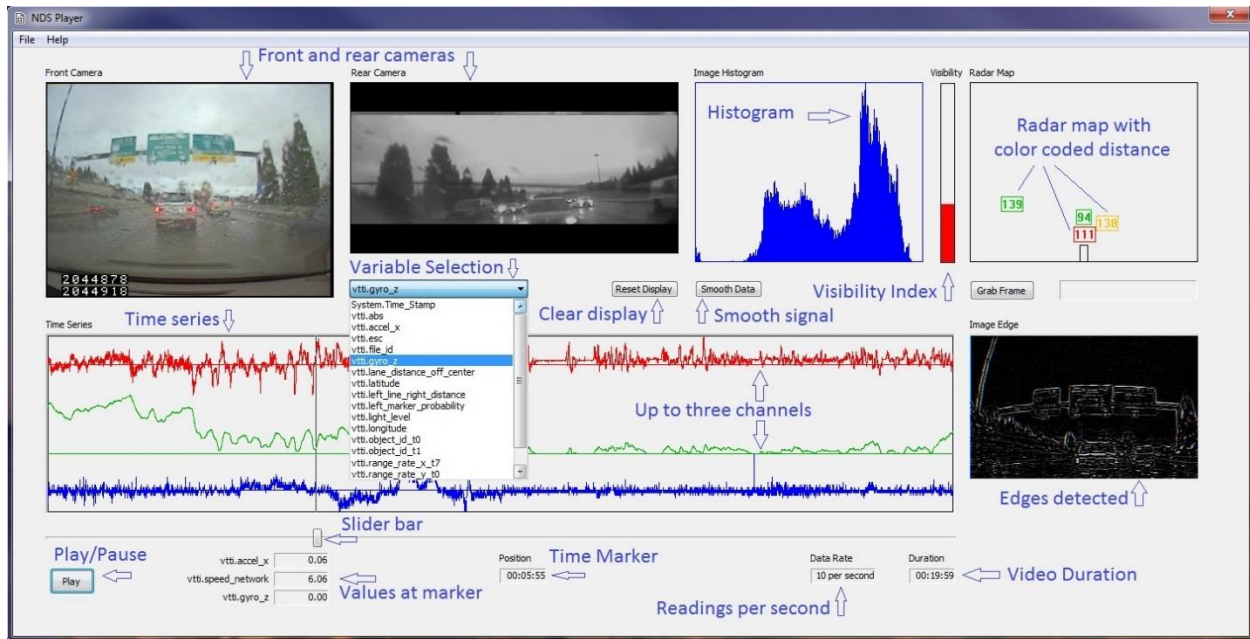 NDS Player
File Help
Front and rear cameras
Front Camera
Rear Camera
Image Histogram
Visibility
Radar Map
Histogram
Radar map with
color coded distance
139
94
138
111
2044878
2044918
Variable Selection
vtti.gyro_z
Reset Display
Smooth Data
Visibility Index
Grab Frame
Clear display
Smooth signal
System.Time_Stamp
vtti.abs
vtti.accel_x
vtti.esc
vtti.file_id
vtti.gyro_z
vtti.lane_distance_off_center
vtti.latitude
vtti.left_line_right_distance
vtti.left_marker_probability
vtti.light_level
vtti.longitude
vtti.object_id_t0
vtti.object_id_t1
vtti.range_rate_x_t7
vtti.range_rate_y_t0
Time Series
Time series
Image Edge
Up to three channels
Edges detected
Slider bar
Play/Pause
Play
vtti.accel_x 0.06
vtti.speed_network 6.06
vtti.gyro_z 0.00
Values at marker
Position
00:05:55
Time Marker
Data Rate
10 per second
Readings per second
Duration
00:19:59
Video Duration